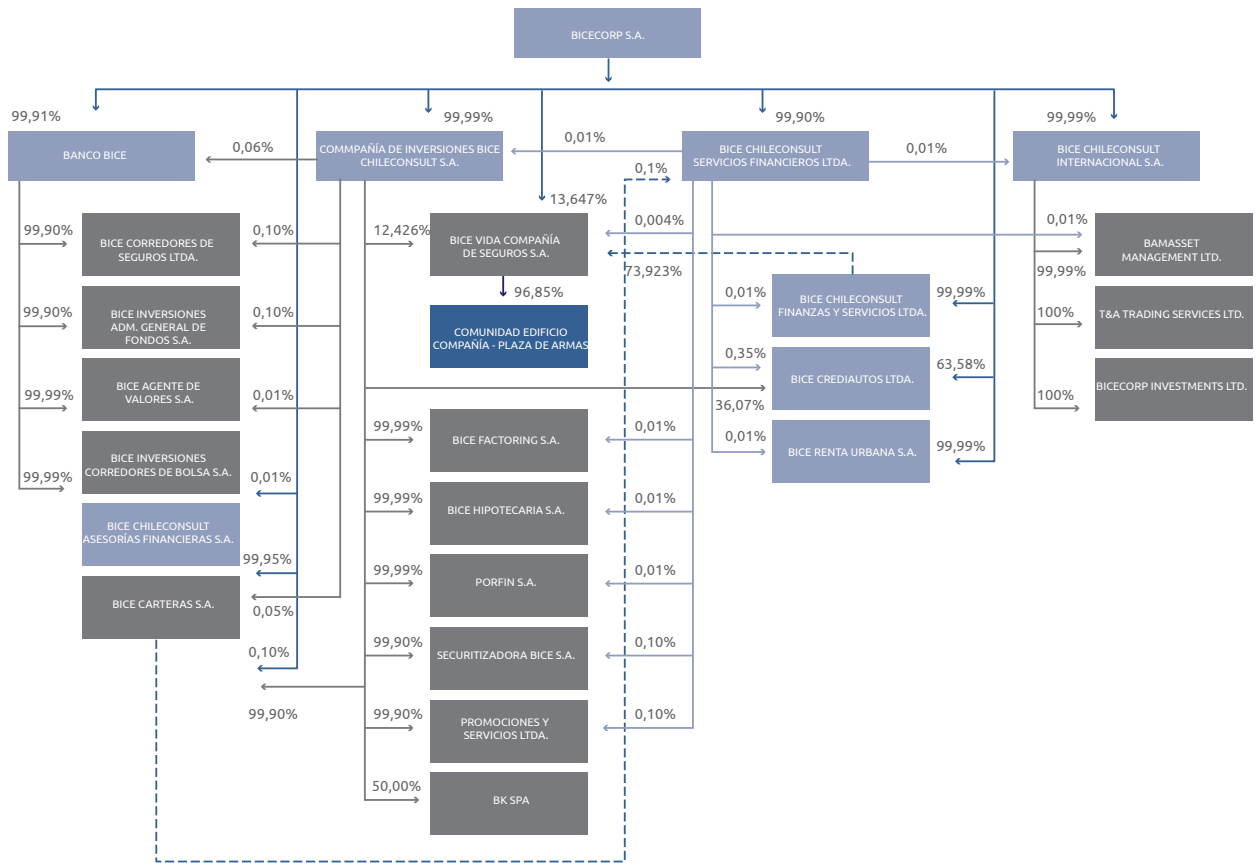 BICECORP S.A.
99,91%
99,99%
99,90%
99,99%
BANCO BICE
0,06%
COMMPAÑÍA DE INVERSIONES BICE
CHILECONSULT S.A.
0,01%
BICE CHILECONSULT
SERVICIOS FINANCIEROS LTDA.
0,01%
BICE CHILECONSULT
INTERNACIONAL S.A.
0,1%
13,647%
99,90%
BICE CORREDORES DE
SEGUROS LTDA.
0,10%
12,426%
BICE VIDA COMPAÑÍA
DE SEGUROS S.A.
0,004%
0,01%
BAMASSET
MANAGEMENT LTD.
73,923%
99,99%
96,85%
99,90%
BICE INVERSIONES
ADM. GENERAL DE
FONDOS S.A.
0,10%
COMUNIDAD EDIFICIO
COMPAÑÍA - PLAZA DE ARMAS
0,01%
BICE CHILECONSULT
FINANZAS Y SERVICIOS LTDA.
99,99%
100%
T&A TRADING SERVICES LTD.
99,99%
BICE AGENTE DE
VALORES S.A.
0,01%
0,35%
BICE CREDIAUTOS LTDA.
63,58%
100%
BICECORP INVESTMENTS LTD.
36,07%
99,99%
BICE INVERSIONES
CORREDORES DE BOLSA S.A.
0,01%
99,99%
BICE FACTORING S.A.
0,01%
0,01%
BICE RENTA URBANA S.A.
99,99%
BICE CHILECONSULT
ASESORÍAS FINANCIERAS S.A.
99,95%
99,99%
BICE HIPOTECARIA S.A.
0,01%
BICE CARTERAS S.A.
0,05%
99,99%
PORFIN S.A.
0,01%
0,10%
99,90%
99,90%
SECURITIZADORA BICE S.A.
0,10%
99,90%
PROMOCIONES Y
SERVICIOS LTDA.
0,10%
50,00%
BK SPA